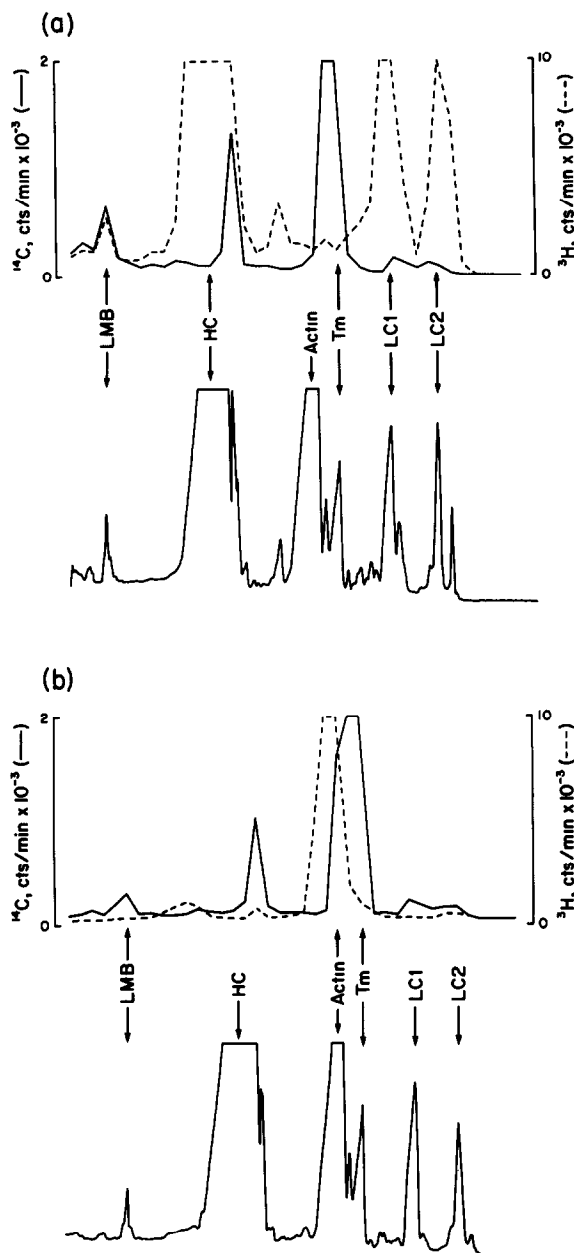 (a)
2
0
¹⁴C, cts/min x 10⁻³ (—)
10
0
³H, cts/min x 10⁻³ (---)
LMB
HC
Actin
Tm
LC1
LC2
(b)
2
0
¹⁴C, cts/min x 10⁻³ (—)
10
0
³H, cts/min x 10⁻³ (---)
LMB
HC
Actin
Tm
LC1
LC2